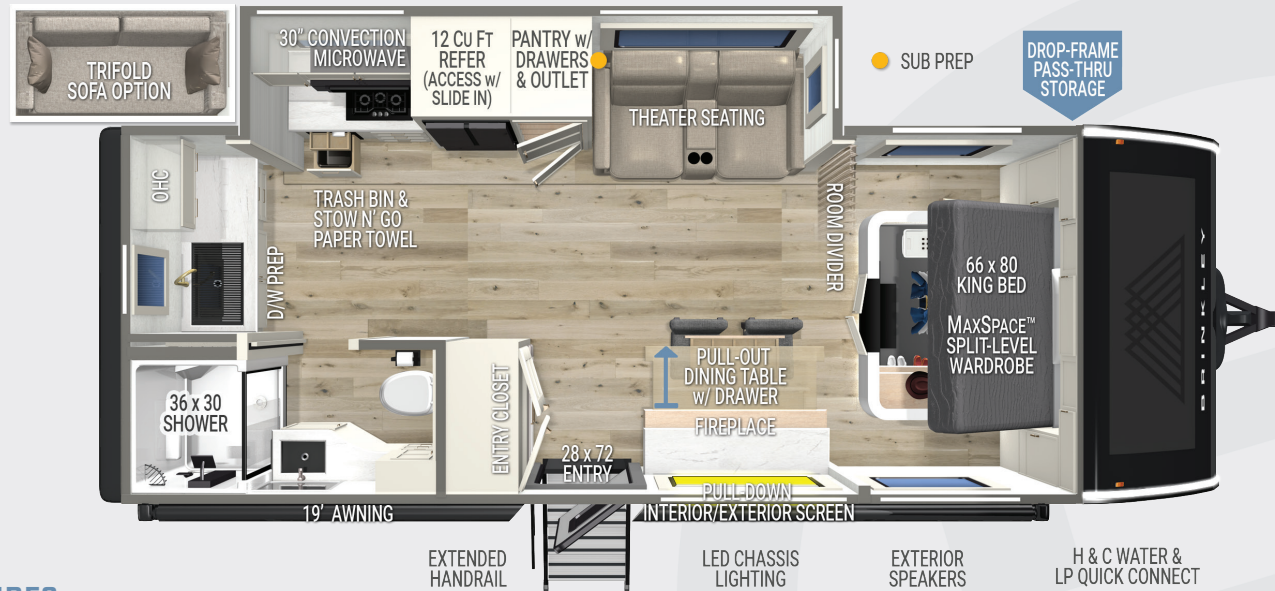 TRIFOLD
SOFA OPTION
30” CONVECTION
MICROWAVE
12 CU FT
REFER
(ACCESS W/
SLIDE IN)
PANTRY W/
DRAWERS
& OUTLET
THEATER SEATING
SUB PREP
DROP-FRAME
PASS-THRU
STORAGE
OHC
TRASH BIN &
STOW N’ GO
PAPER TOWEL
D/W PREP
ROOM DIVIDER
66 x 80
KING BED
MAXSPACE™
SPLIT-LEVEL
WARDROBE
BRINKLEY
36 x 30
SHOWER
ENTRY CLOSET
PULL-OUT
DINING TABLE
W/ DRAWER
FIREPLACE
28 x 72
ENTRY
PULL-DOWN
INTERIOR/EXTERIOR SCREEN
19’ AWNING
EXTENDED
HANDRAIL
LED CHASSIS
LIGHTING
EXTERIOR
SPEAKERS
H & C WATER &
LP QUICK CONNECT